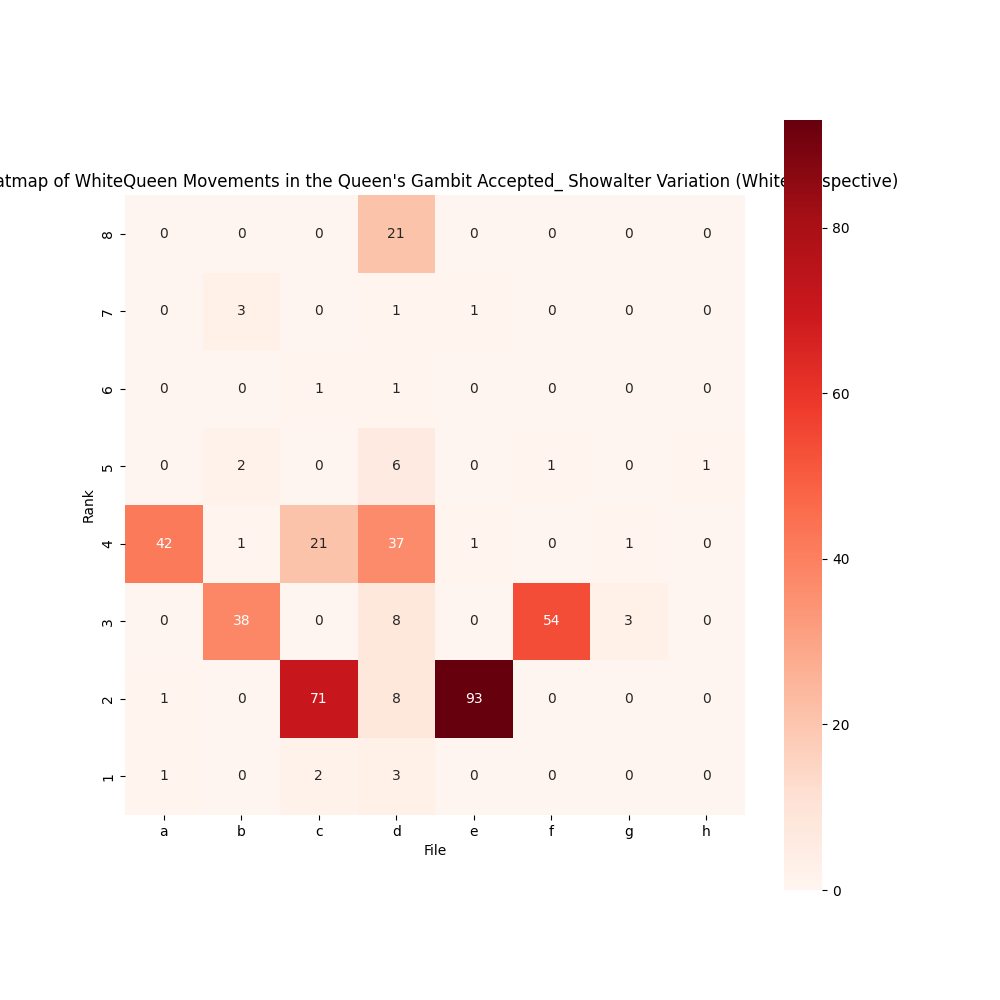 atmap of WhiteQueen Movements in the Queen's Gambit Accepted_ Showalter Variation (White spective)
8 0 0 0 21 0 0 0 0
7 0 3 0 1 1 0 0 0
6 0 0 1 1 0 0 0 0
5 0 2 0 6 0 1 0 1
4 42 1 21 37 1 0 1 0
3 0 38 0 8 0 54 3 0
2 1 0 71 8 93 0 0 0
1 1 0 2 3 0 0 0 0
a b c d e f g h
File
Rank
80
60
40
20
0